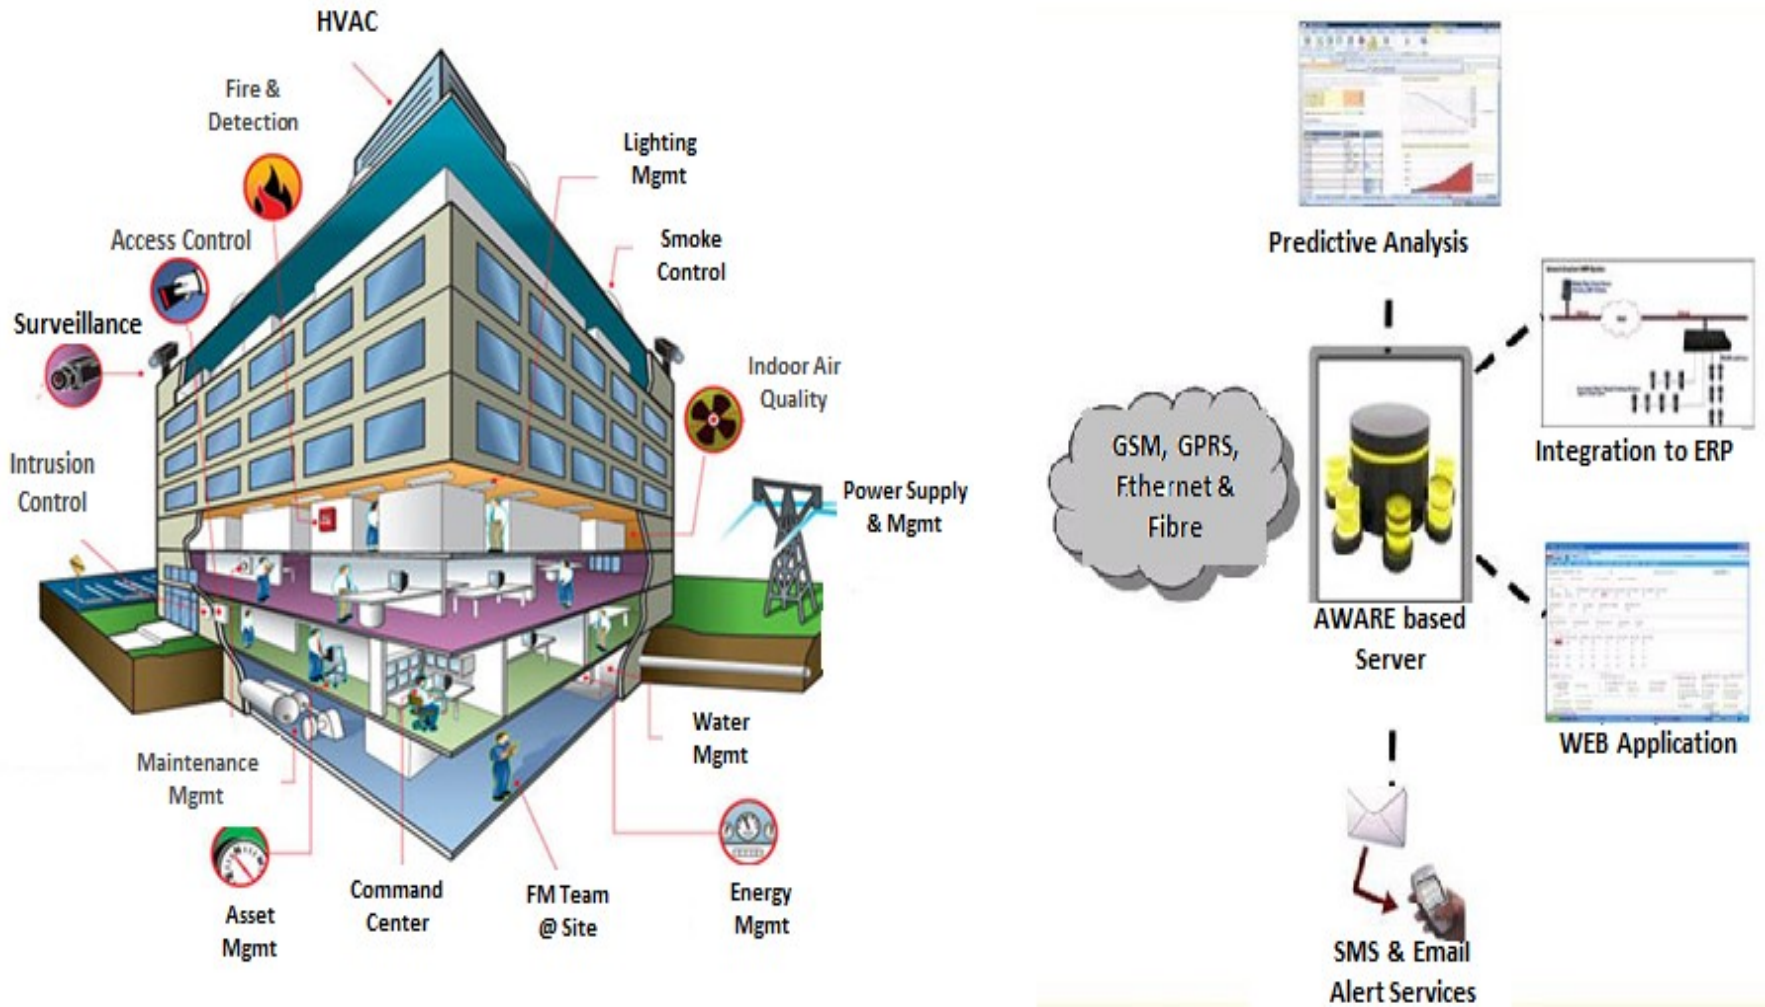 HVAC
Fire &
Detection
Lighting
Mgmt
Access Control
Smoke
Control
Surveillance
Indoor Air
Quality
Intrusion
Control
Power Supply
& Mgmt
Water
Mgmt
Maintenance
Mgmt
Asset
Mgmt
Command
Center
FM Team
@ Site
Energy
Mgmt
Predictive Analysis
GSM, GPRS,
Ethernet &
Fibre
Integration to ERP
AWARE based
Server
WEB Application
SMS & Email
Alert Services